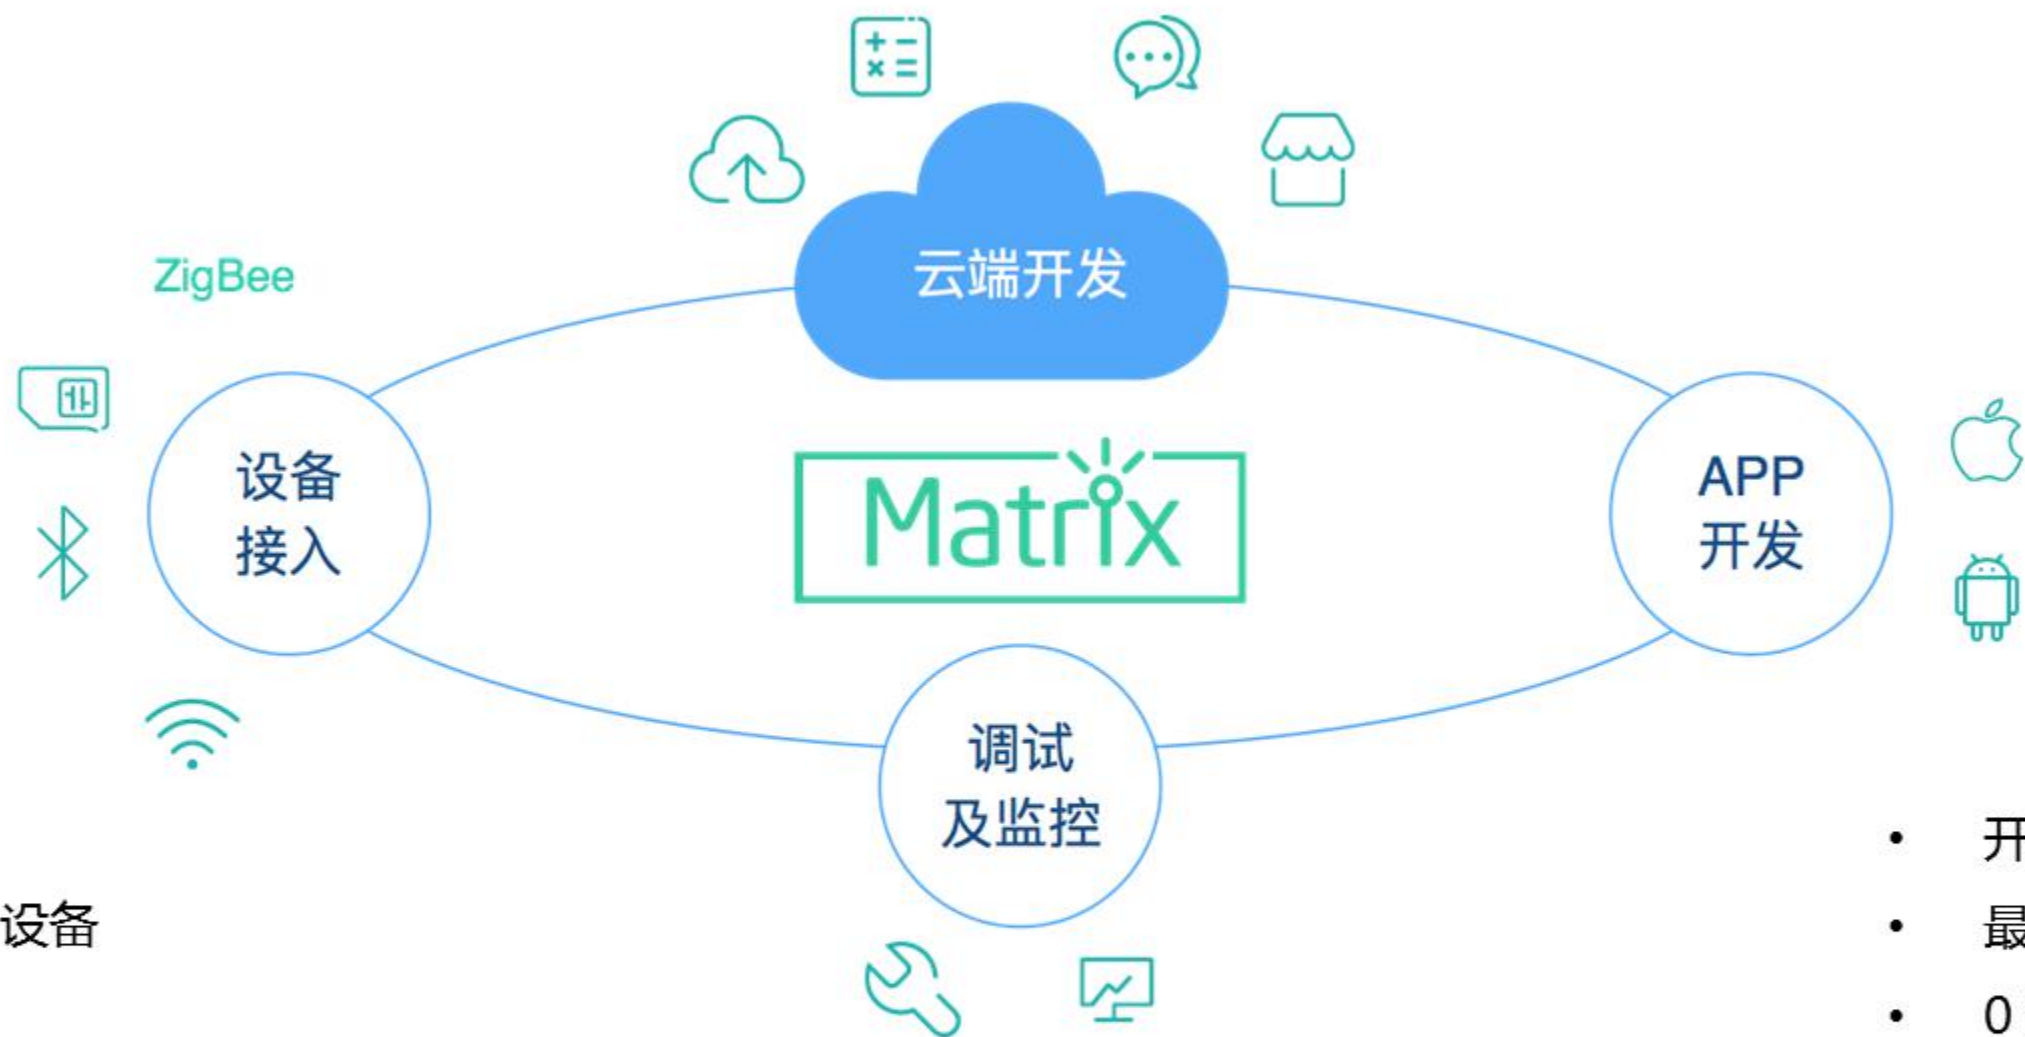 云端开发
ZigBee
设备
接入
Matrix
APP
开发
调试
及监控
设备
• 开
• 最
• 0